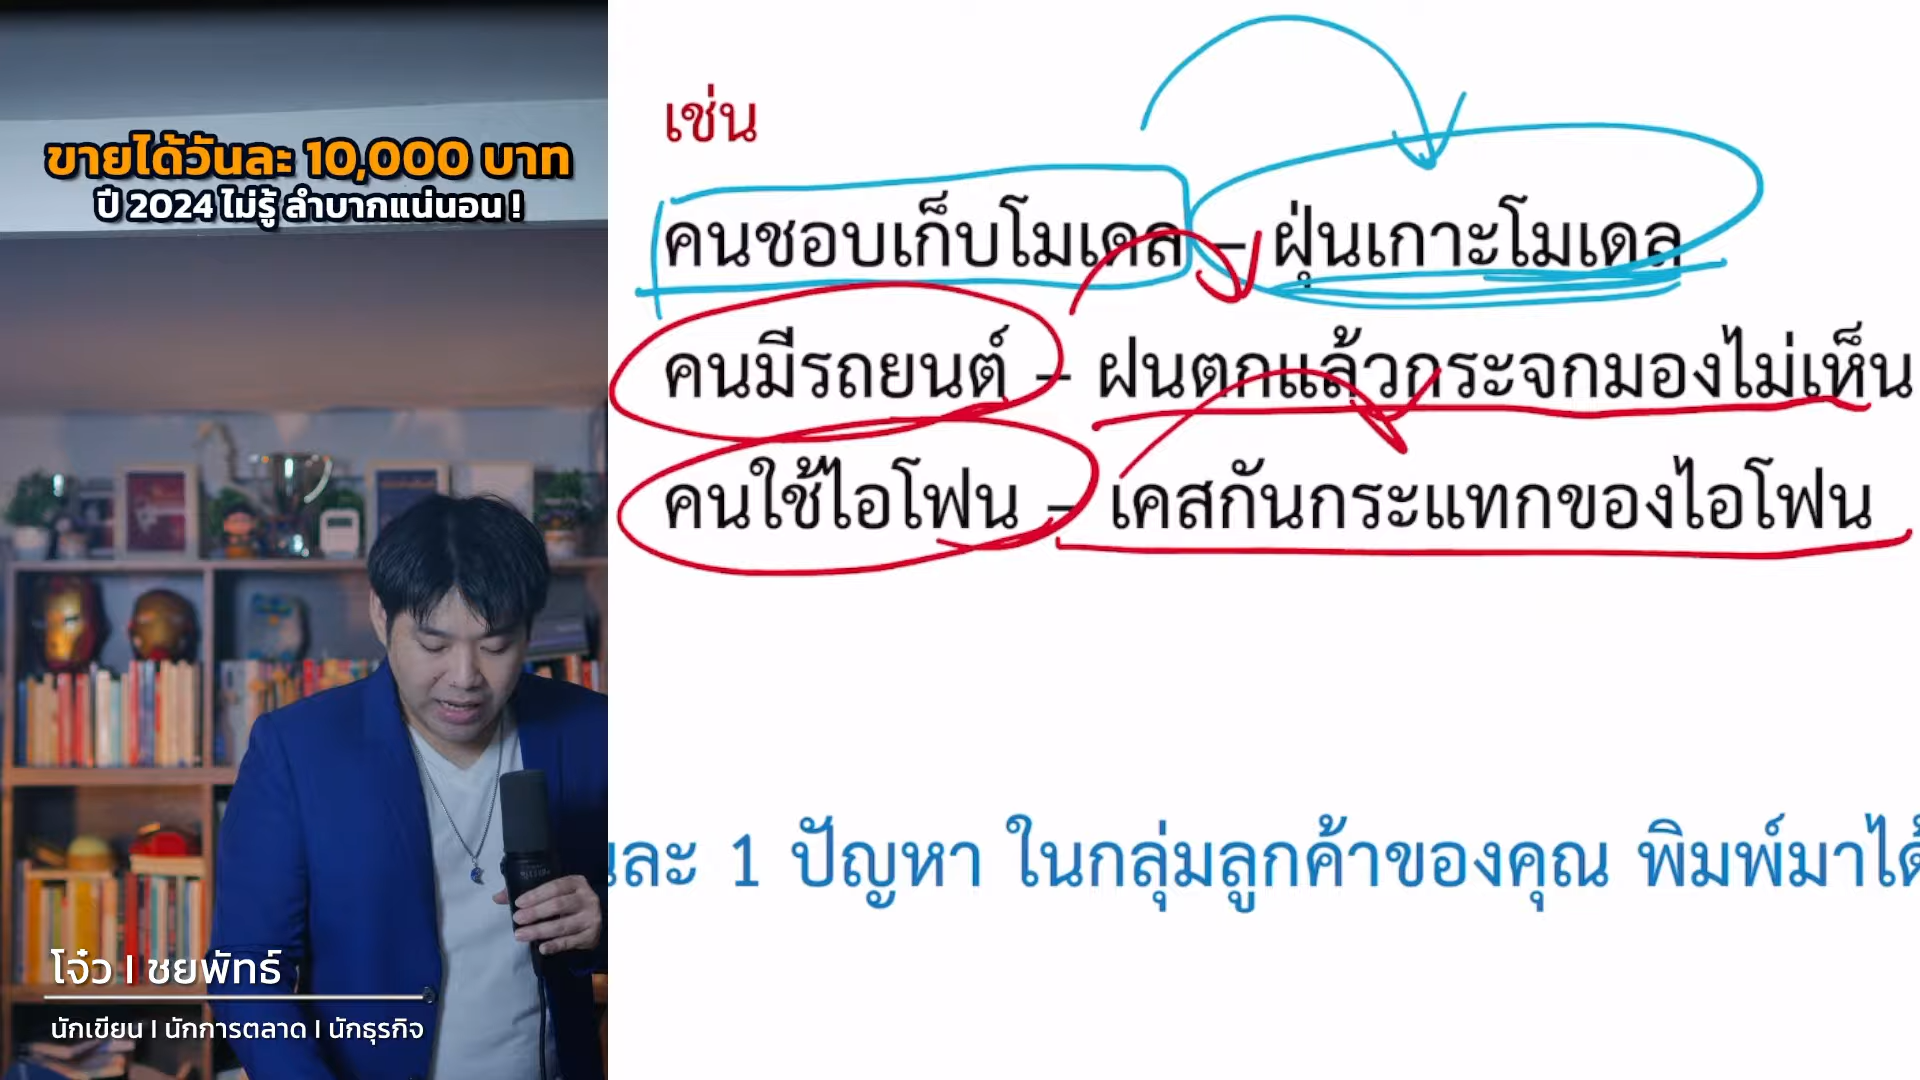 ขายได้วันละ 10,000 บาท
ปี 2024 ไม่รู้ ลำบากแน่นอน !
โจ๋ว I ชยพัทธ์
นักเขียน I นักการตลาด I นักธุรกิจ
เช่น
คนชอบเก็บโมเดล – ฝุ่นเกาะโมเดล
คนมีรถยนต์ – ฝนตกแล้วกระจกมองไม่เห็น
คนใช้ไอโฟน – เคสกันกระแทกของไอโฟน
ละ 1 ปัญหา ในกลุ่มลูกค้าของคุณ พิมพ์มาได้